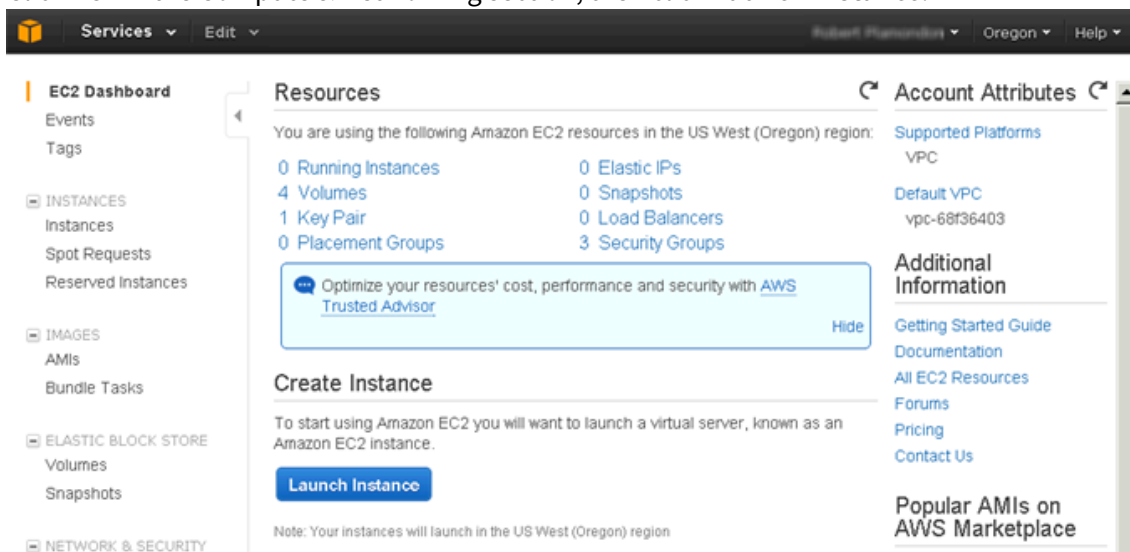 Services Edit Oregon Help
EC2 Dashboard
Events
Tags
INSTANCES
Instances
Spot Requests
Reserved Instances
IMAGES
AMIs
Bundle Tasks
ELASTIC BLOCK STORE
Volumes
Snapshots
NETWORK & SECURITY
Resources
You are using the following Amazon EC2 resources in the US West (Oregon) region:
0 Running Instances
0 Elastic IPs
4 Volumes
0 Snapshots
1 Key Pair
0 Load Balancers
0 Placement Groups
3 Security Groups
Optimize your resources' cost, performance and security with AWS
Trusted Advisor
Hide
Create Instance
To start using Amazon EC2 you will want to launch a virtual server, known as an
Amazon EC2 instance.
Launch Instance
Note: Your instances will launch in the US West (Oregon) region
Account Attributes
Supported Platforms
VPC
Default VPC
vpc-68f36403
Additional
Information
Getting Started Guide
Documentation
All EC2 Resources
Forums
Pricing
Contact Us
Popular AMIs on
AWS Marketplace